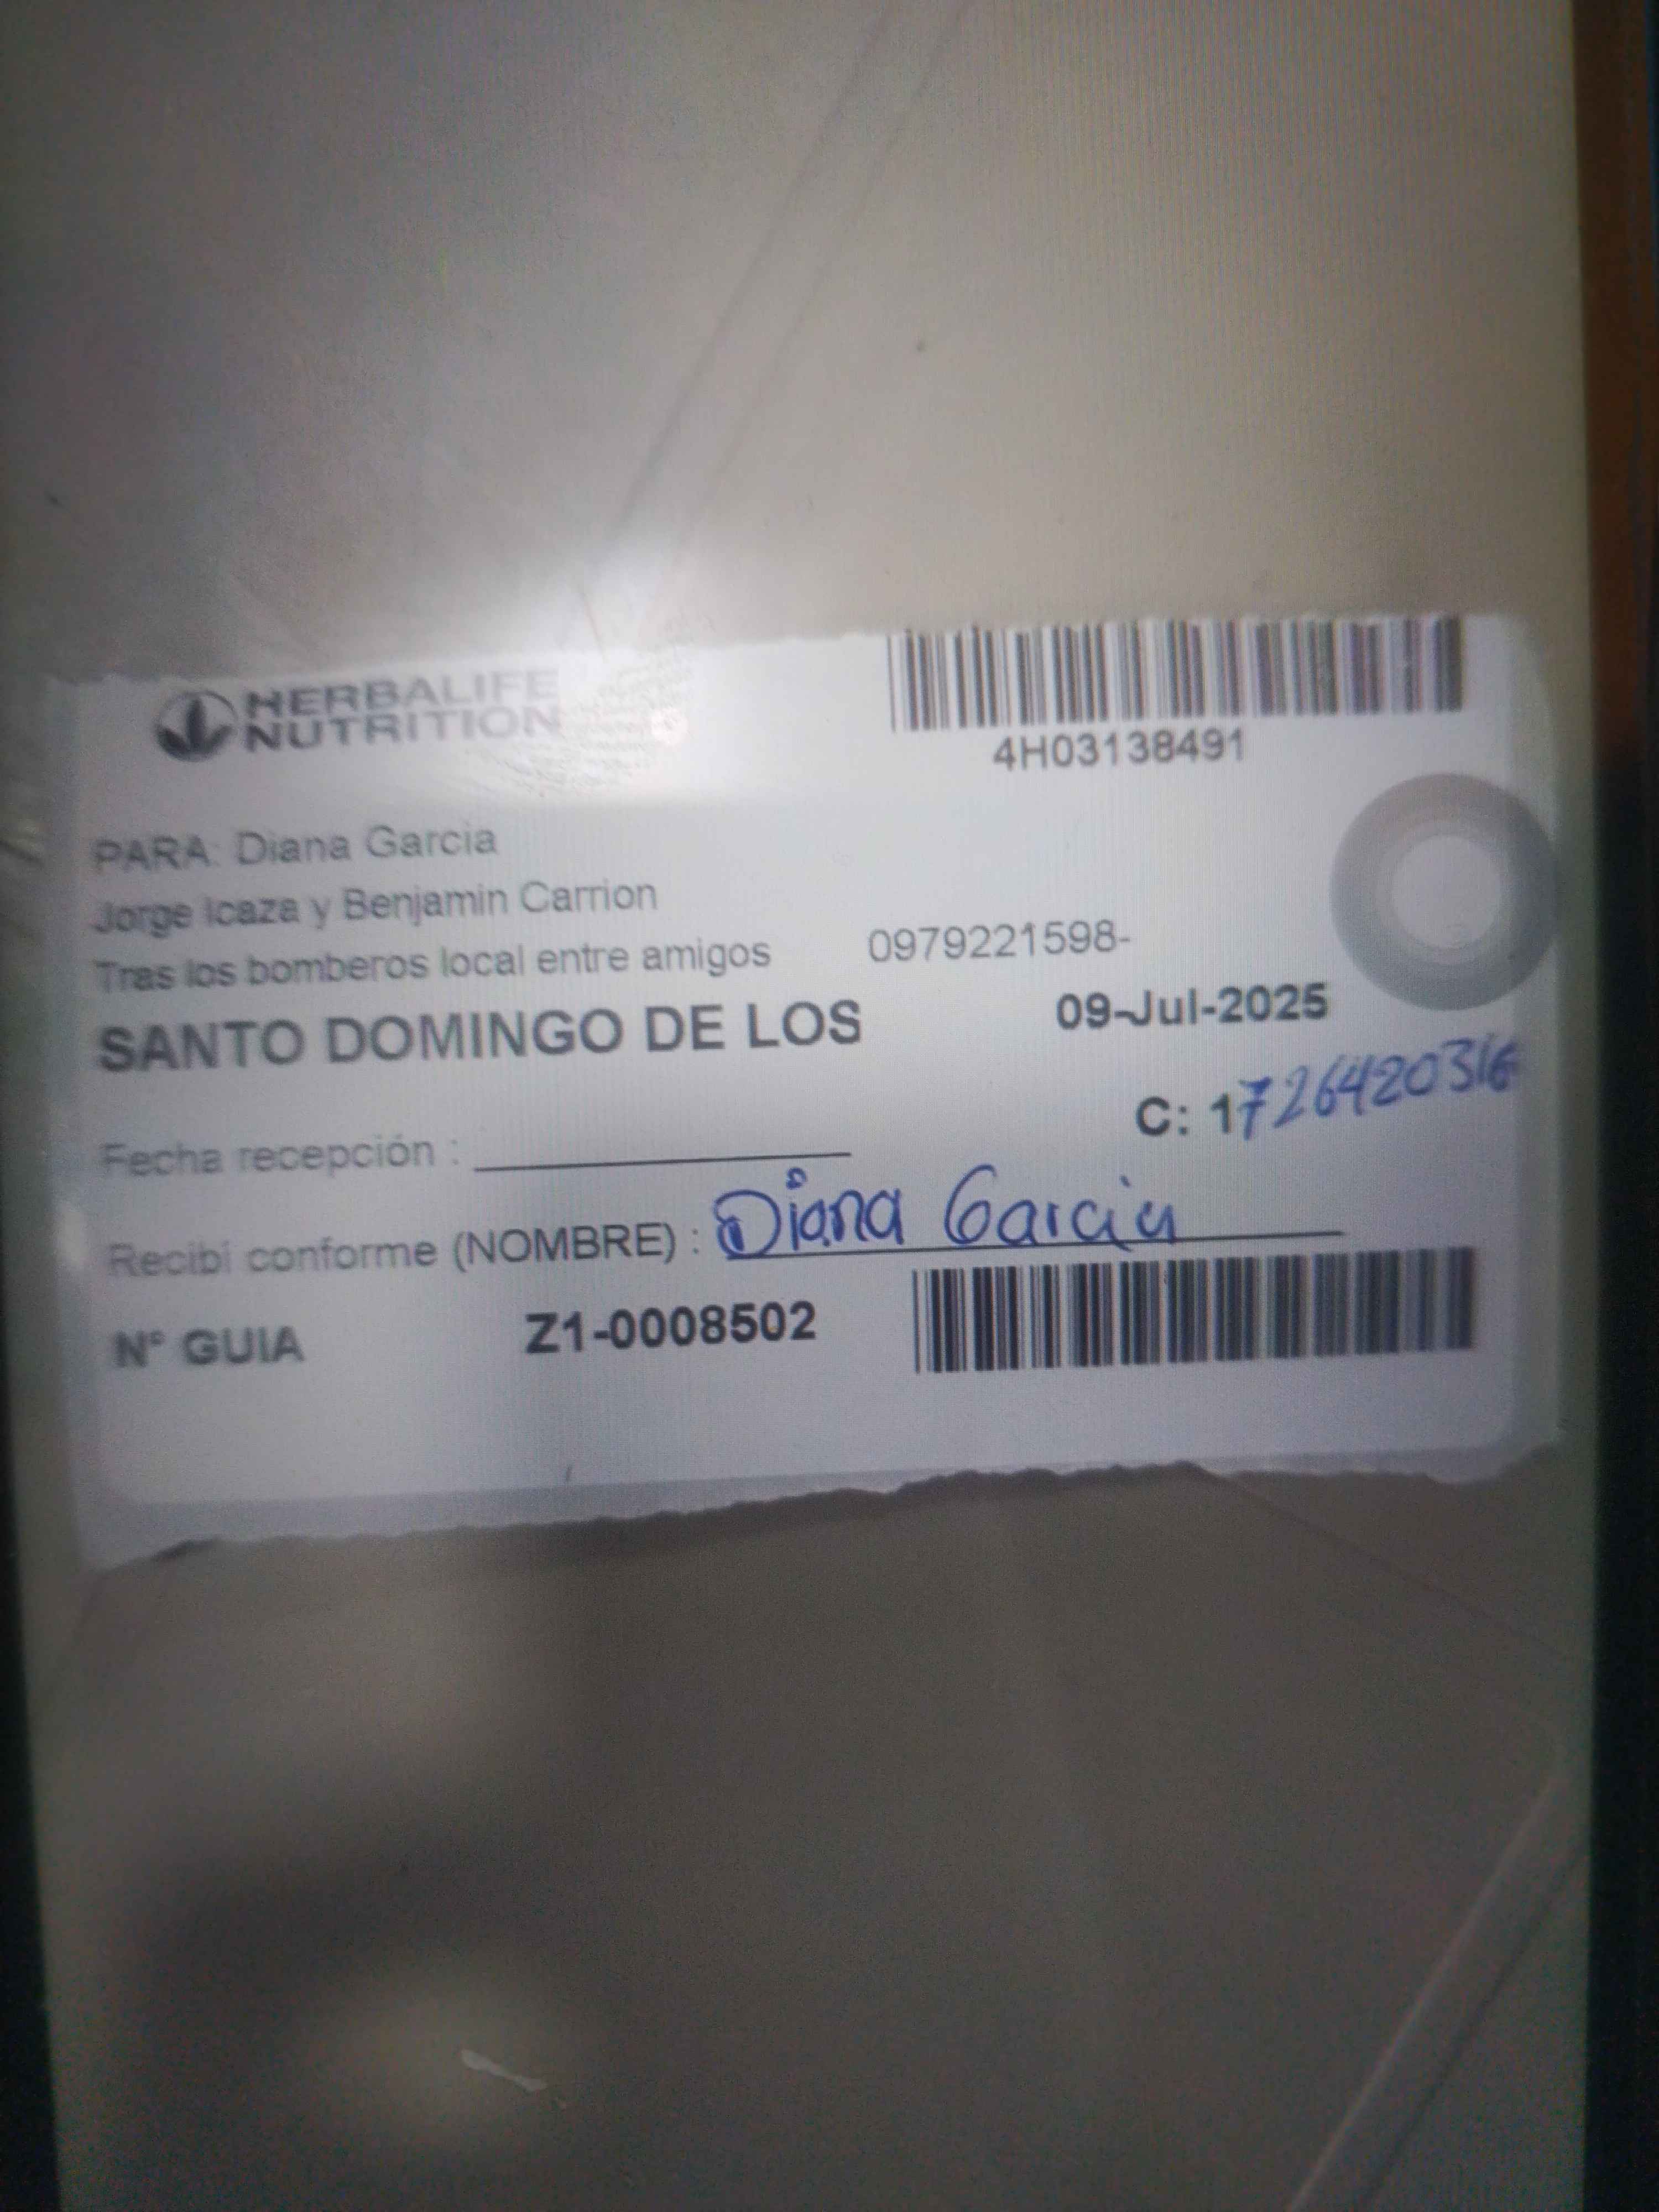 HERBALIFE
NUTRITION
4H03138491
PARA: Diana Garcia
Jorge Icaza y Benjamin Carrion
Tras los bomberos local entre amigos 0979221598-
SANTO DOMINGO DE LOS 09-Jul-2025
C: 1726420316
Fecha recepción :
Recibi conforme (NOMBRE) : Diana Garcia
N° GUIA Z1-0008502